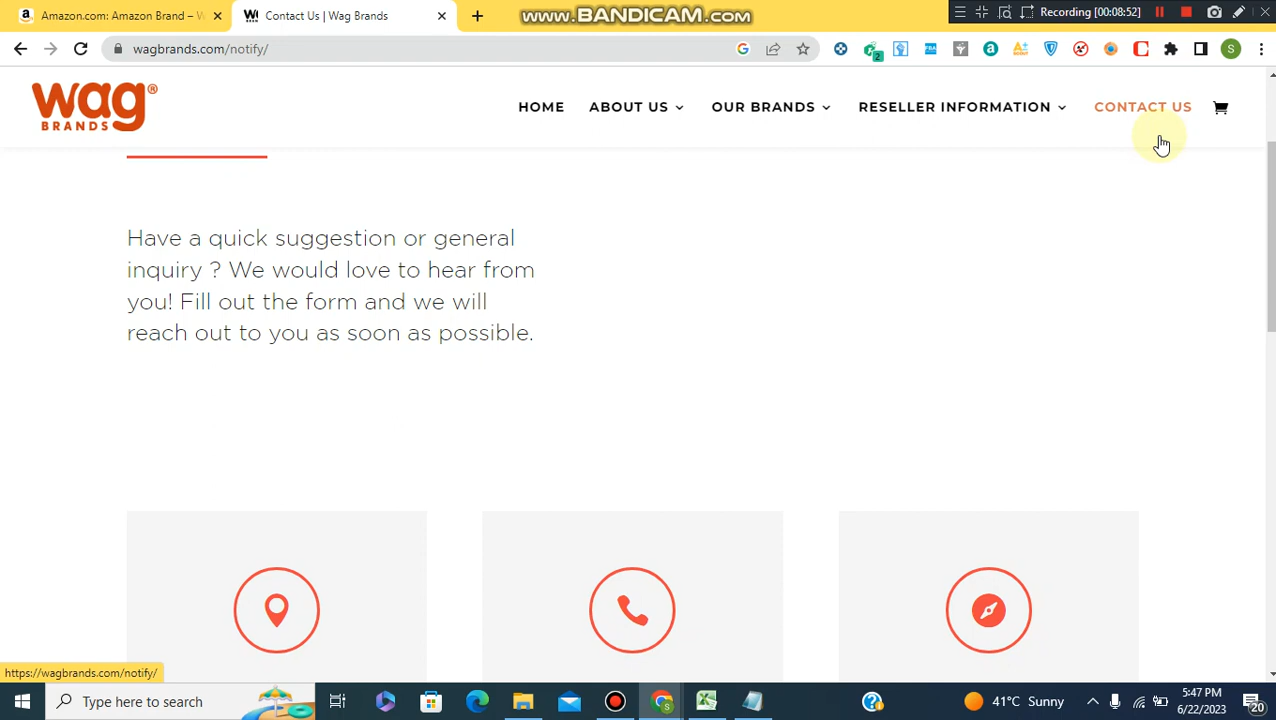 Amazon.com: Amazon Brand – W
Contact Us | Wag Brands
www.BANDICAM.com
Recording [00:08:52]
wagbrands.com/notify/
2
FBA
S
wag®
BRANDS
HOME
ABOUT US
OUR BRANDS
RESELLER INFORMATION
CONTACT US
Have a quick suggestion or general
inquiry ? We would love to hear from
you! Fill out the form and we will
reach out to you as soon as possible.
https://wagbrands.com/notify/
Type here to search
41°C Sunny
5:47 PM
6/22/2023
20